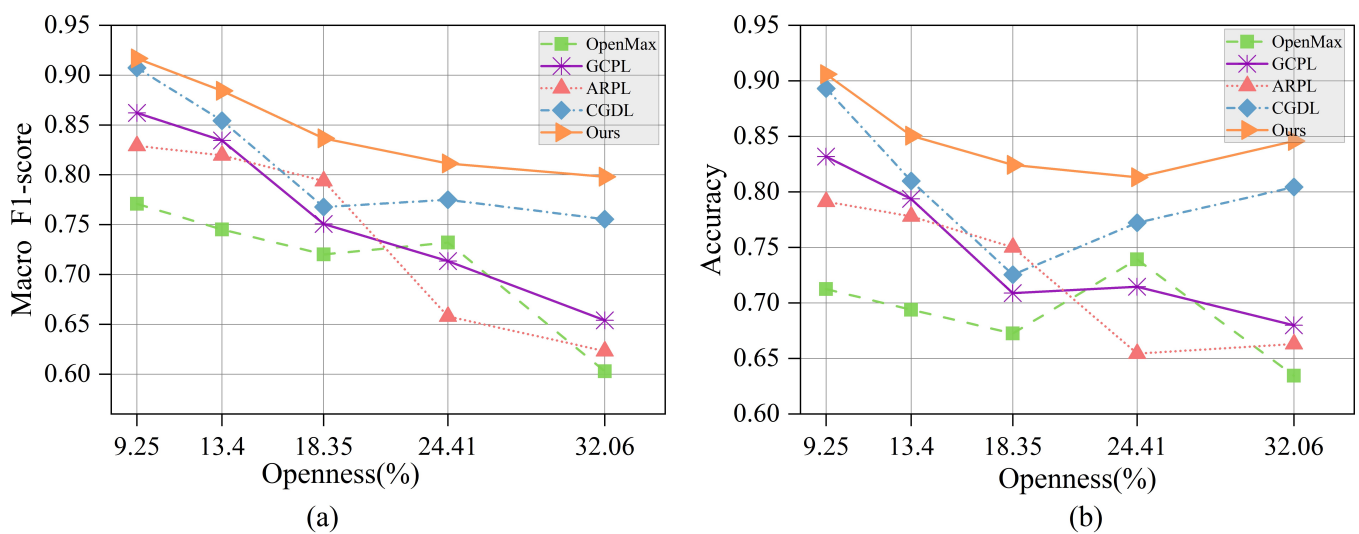 0.95
0.90
0.85
0.80
0.75
0.70
0.65
0.60
Macro F1-score
9.25 13.4 18.35 24.41 32.06
Openness(%)
OpenMax
GCPL
ARPL
CGDL
Ours
(a)
0.95
0.90
0.85
0.80
0.75
0.70
0.65
0.60
Accuracy
9.25 13.4 18.35 24.41 32.06
Openness(%)
OpenMax
GCPL
ARPL
CGDL
Ours
(b)